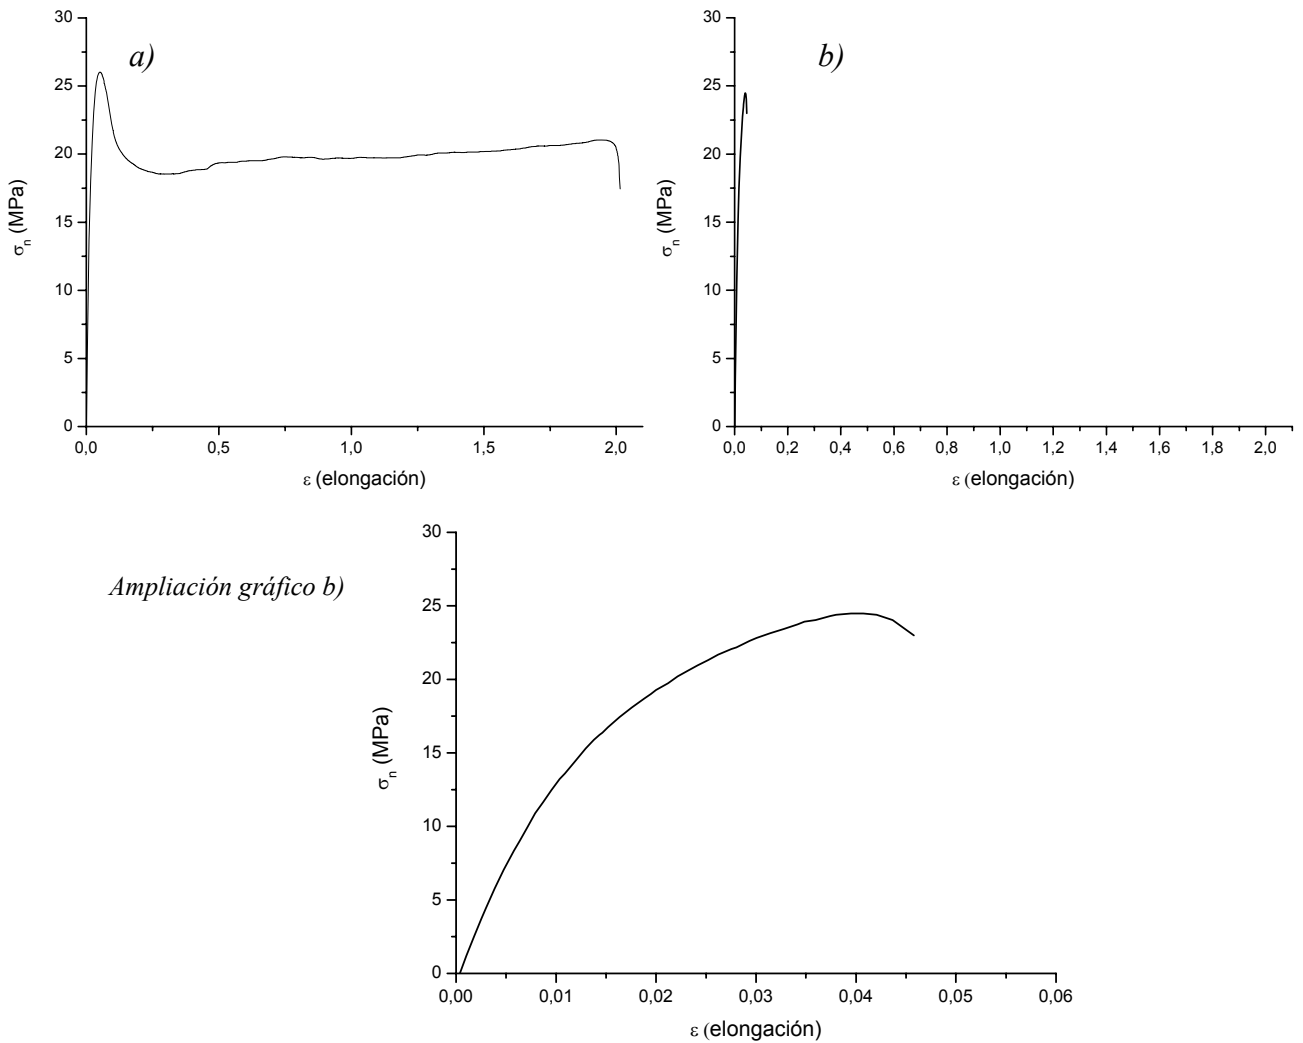 a)
30
25
20
15
10
5
0
σn (MPa)
0,0 0,5 1,0 1,5 2,0
ε (elongación)
b)
30
25
20
15
10
5
0
σn (MPa)
0,0 0,2 0,4 0,6 0,8 1,0 1,2 1,4 1,6 1,8 2,0
ε (elongación)
Ampliación gráfico b)
30
25
20
15
10
5
0
σn (MPa)
0,00 0,01 0,02 0,03 0,04 0,05 0,06
ε (elongación)